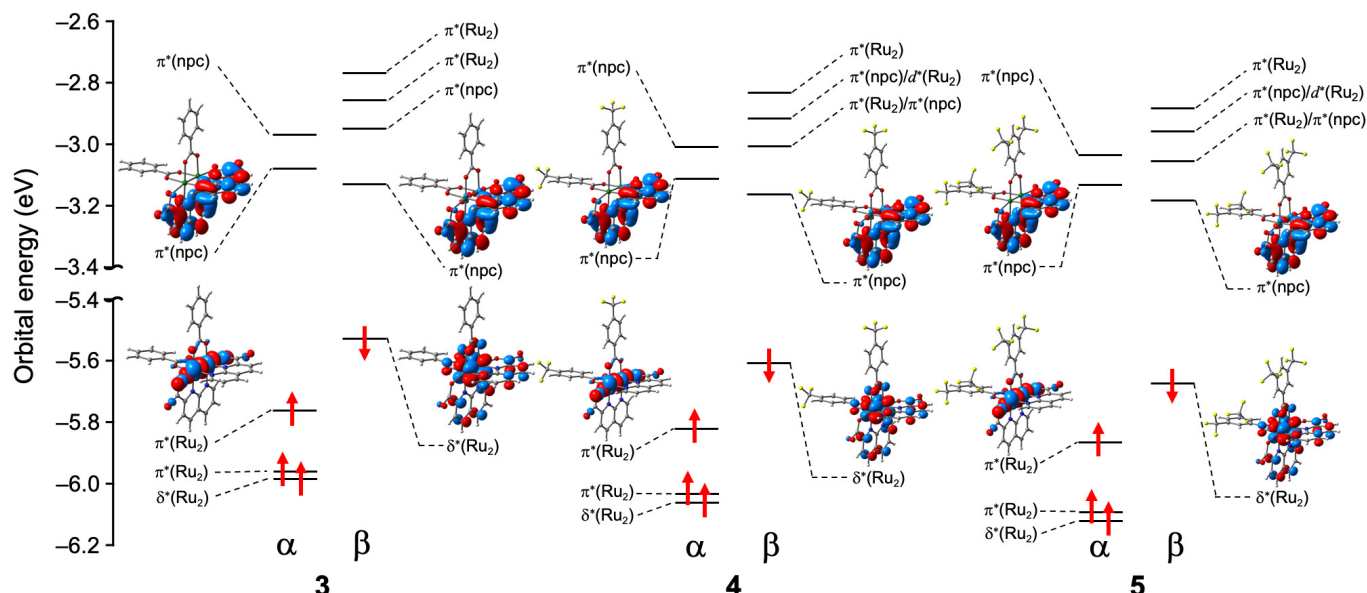 Orbital energy (eV)
–2.6
–2.8
–3.0
–3.2
–3.4
–5.4
–5.6
–5.8
–6.0
–6.2
π*(npc)
π*(npc)
π*(Ru2)
π*(Ru2)
δ*(Ru2)
α
π*(Ru2)
π*(Ru2)
π*(npc)
π*(npc)
δ*(Ru2)
β
3
π*(npc)
π*(npc)
π*(Ru2)
π*(Ru2)
δ*(Ru2)
α
π*(Ru2)
π*(npc)/d*(Ru2)
π*(Ru2)/π*(npc)
π*(npc)
δ*(Ru2)
β
4
π*(npc)
π*(npc)
π*(Ru2)
π*(Ru2)
δ*(Ru2)
α
π*(Ru2)
π*(npc)/d*(Ru2)
π*(Ru2)/π*(npc)
π*(npc)
δ*(Ru2)
β
5